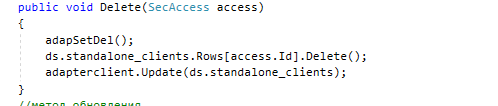 public void Delete(SecAccess access)
{
adapSetDel();
ds.standalone_clients.Rows[access.Id].Delete();
adapterclient.Update(ds.standalone_clients);
}
//метод обновления